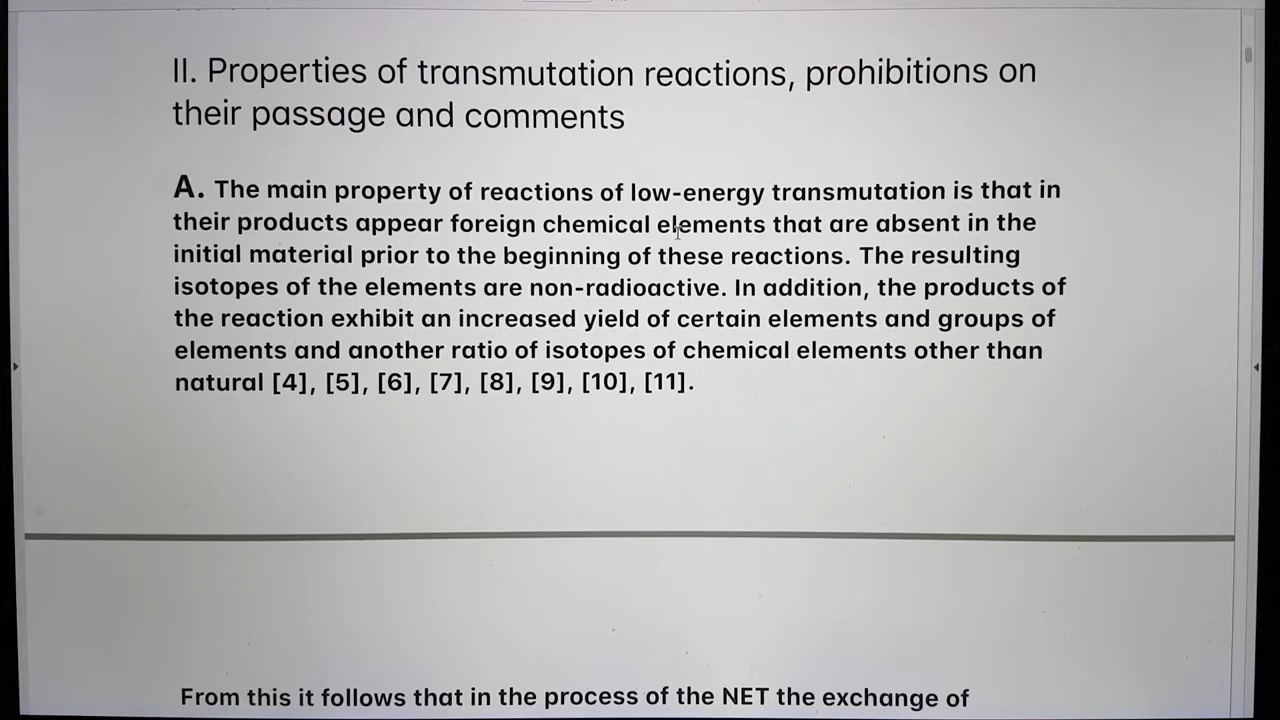 II. Properties of transmutation reactions, prohibitions on
their passage and comments
A. The main property of reactions of low-energy transmutation is that in
their products appear foreign chemical elements that are absent in the
initial material prior to the beginning of these reactions. The resulting
isotopes of the elements are non-radioactive. In addition, the products of
the reaction exhibit an increased yield of certain elements and groups of
elements and another ratio of isotopes of chemical elements other than
natural [4], [5], [6], [7], [8], [9], [10], [11].
From this it follows that in the process of the NET the exchange of